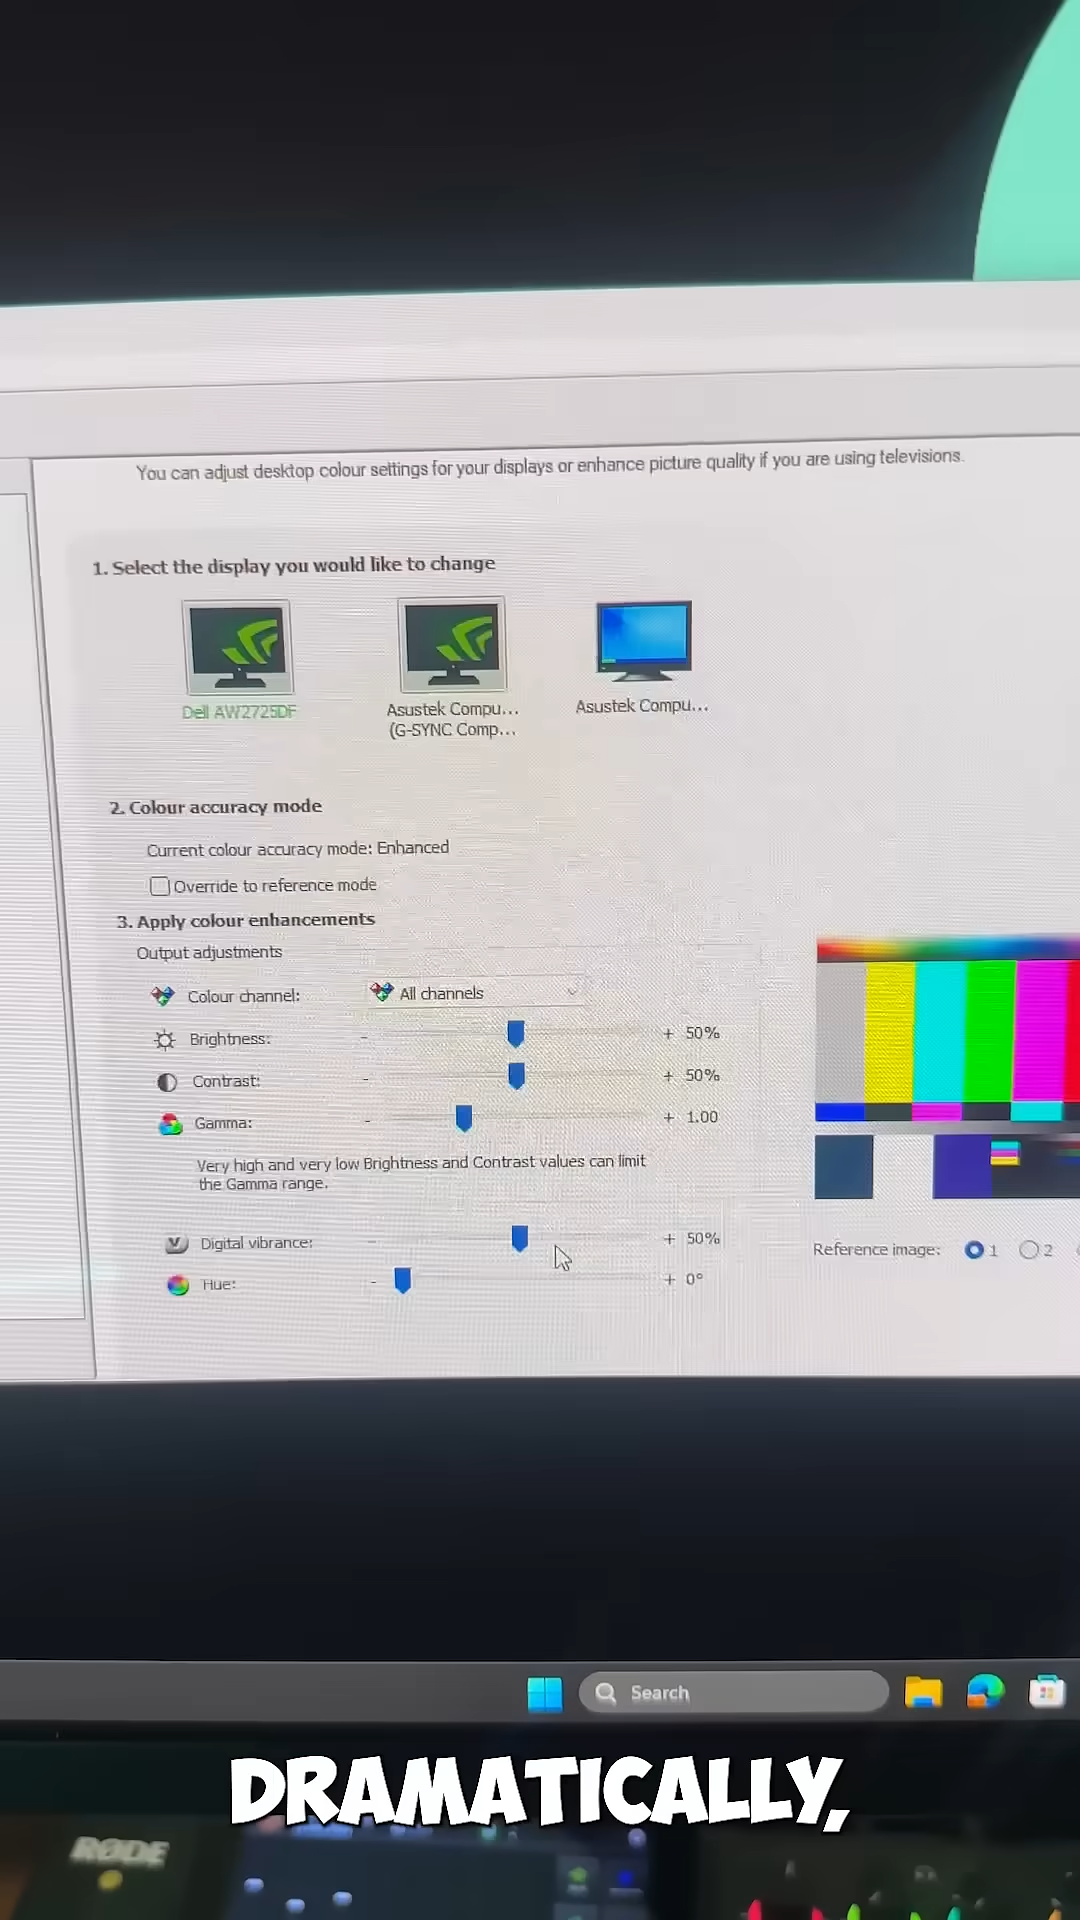 You can adjust desktop colour settings for your displays or enhance picture quality if you are using televisions.
1. Select the display you would like to change
Dell AW2725DF
Asustek Compu...
(G-SYNC Comp...
Asustek Compu...
2. Colour accuracy mode
Current colour accuracy mode: Enhanced
Override to reference mode
3. Apply colour enhancements
Output adjustments
Colour channel: All channels
Brightness: - + 50%
Contrast: - + 50%
Gamma: - + 1.00
Very high and very low Brightness and Contrast values can limit
the Gamma range.
Digital vibrance: - + 50%
Hue: - + 0°
Reference image: 1 2
Search
DRAMATICALLY,
RØDE